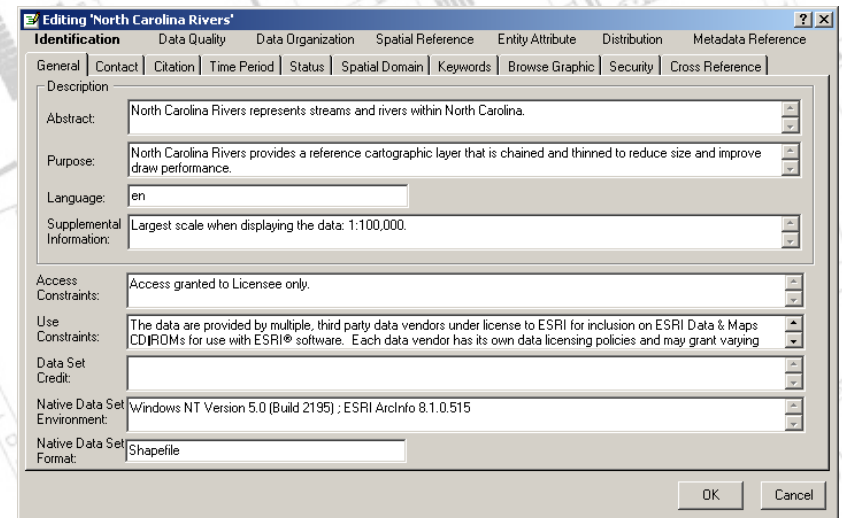 Editing 'North Carolina Rivers'
Identification Data Quality Data Organization Spatial Reference Entity Attribute Distribution Metadata Reference
General Contact Citation Time Period Status Spatial Domain Keywords Browse Graphic Security Cross Reference
Description
Abstract: North Carolina Rivers represents streams and rivers within North Carolina.
Purpose: North Carolina Rivers provides a reference cartographic layer that is chained and thinned to reduce size and improve
draw performance.
Language: en
Supplemental Information: Largest scale when displaying the data: 1:100,000.
Access Constraints: Access granted to Licensee only.
Use Constraints: The data are provided by multiple, third party data vendors under license to ESRI for inclusion on ESRI Data & Maps
CD|ROMs for use with ESRI® software. Each data vendor has its own data licensing policies and may grant varying
Data Set Credit:
Native Data Set Environment: Windows NT Version 5.0 (Build 2195) ; ESRI ArcInfo 8.1.0.515
Native Data Set Format: Shapefile
OK Cancel